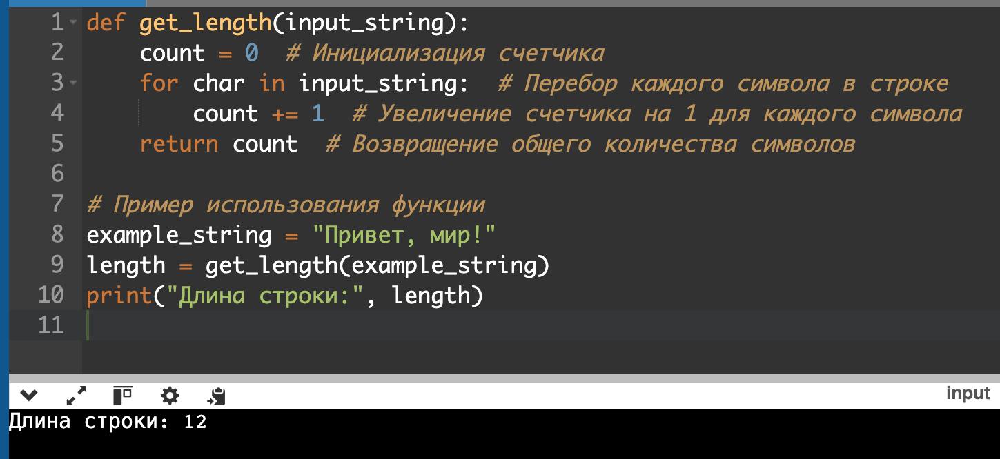 1 def get_length(input_string):
2     count = 0  # Инициализация счетчика
3     for char in input_string:  # Перебор каждого символа в строке
4         count += 1  # Увеличение счетчика на 1 для каждого символа
5     return count  # Возвращение общего количества символов
6
7 # Пример использования функции
8 example_string = "Привет, мир!"
9 length = get_length(example_string)
10 print("Длина строки:", length)
11
input
Длина строки: 12